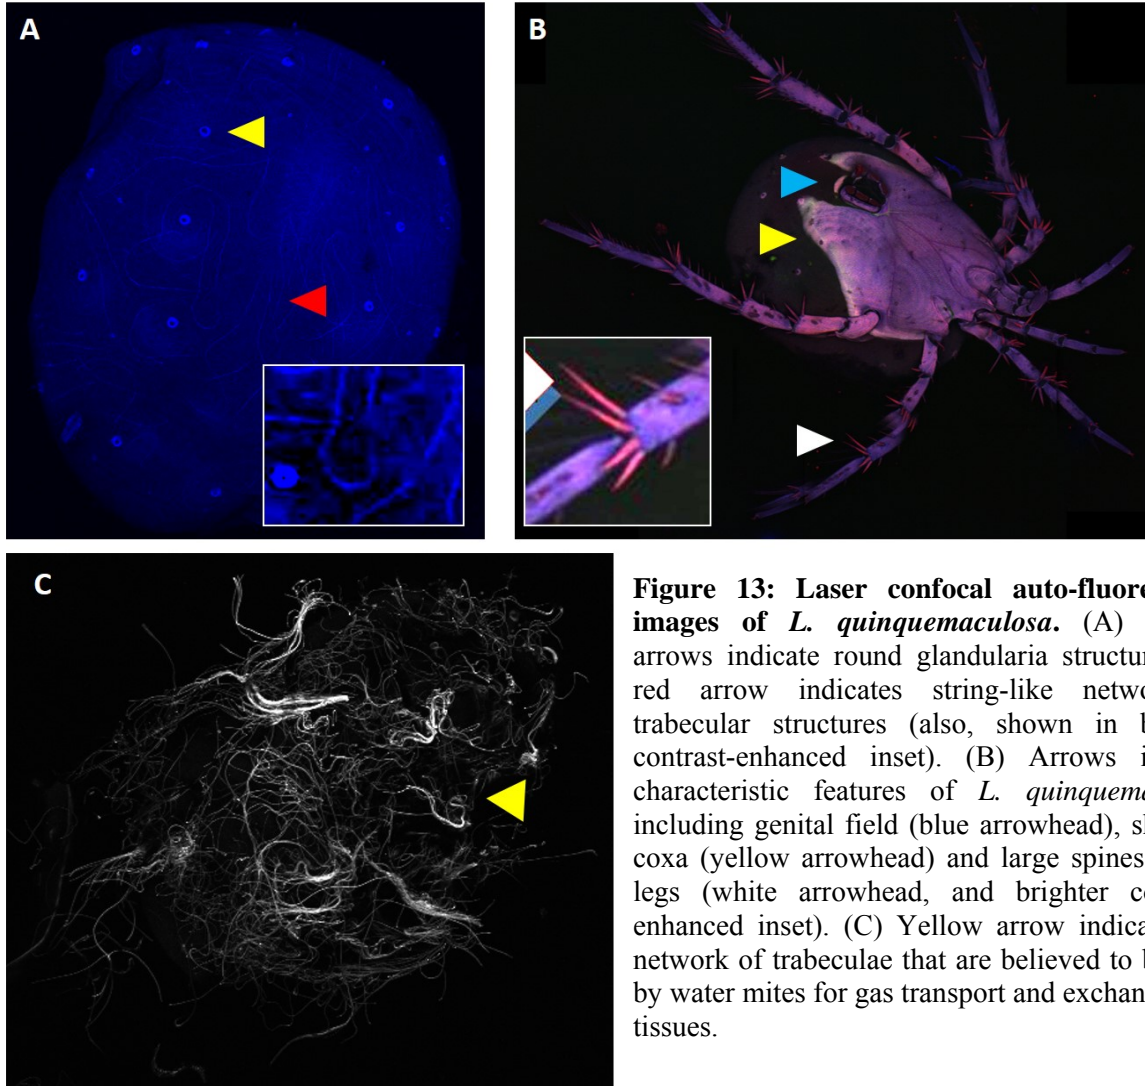 A
B
C
Figure 13: Laser confocal auto-fluore
images of L. quinquemaculosa. (A)
arrows indicate round glandularia structur
red arrow indicates string-like netwo
trabecular structures (also, shown in b
contrast-enhanced inset). (B) Arrows i
characteristic features of L. quinquema
including genital field (blue arrowhead), sl
coxa (yellow arrowhead) and large spines
legs (white arrowhead, and brighter co
enhanced inset). (C) Yellow arrow indica
network of trabeculae that are believed to b
by water mites for gas transport and exchan
tissues.